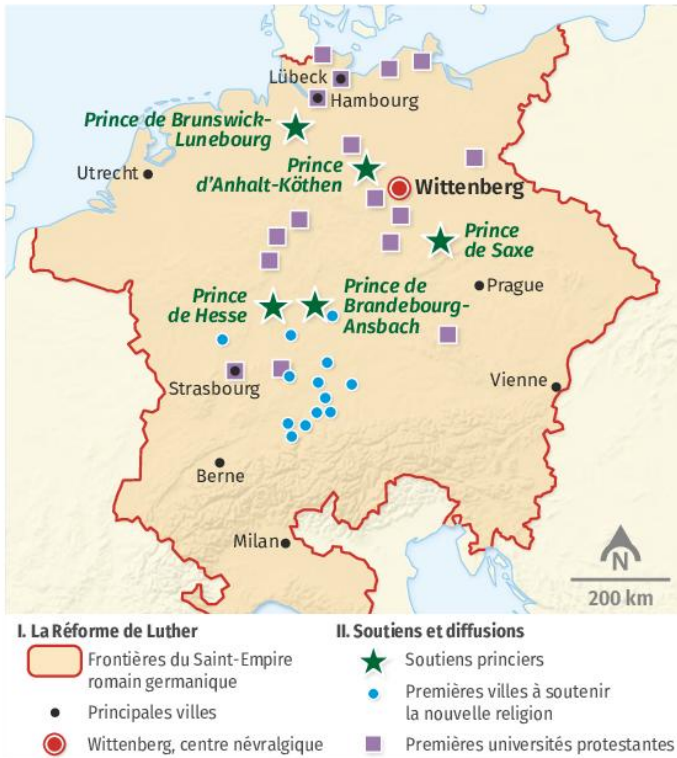 Lübeck
Hambourg
Prince de Brunswick-
Lunebourg
Prince
d'Anhalt-Köthen
Utrecht
Wittenberg
Prince
de Saxe
Prague
Prince
de Hesse
Prince de
Brandebourg-
Ansbach
Strasbourg
Vienne
Berne
Milan
N
200 km
I. La Réforme de Luther
Frontières du Saint-Empire
romain germanique
Principales villes
Wittenberg, centre névralgique
II. Soutiens et diffusions
Soutiens princiers
Premières villes à soutenir
la nouvelle religion
Premières universités protestantes